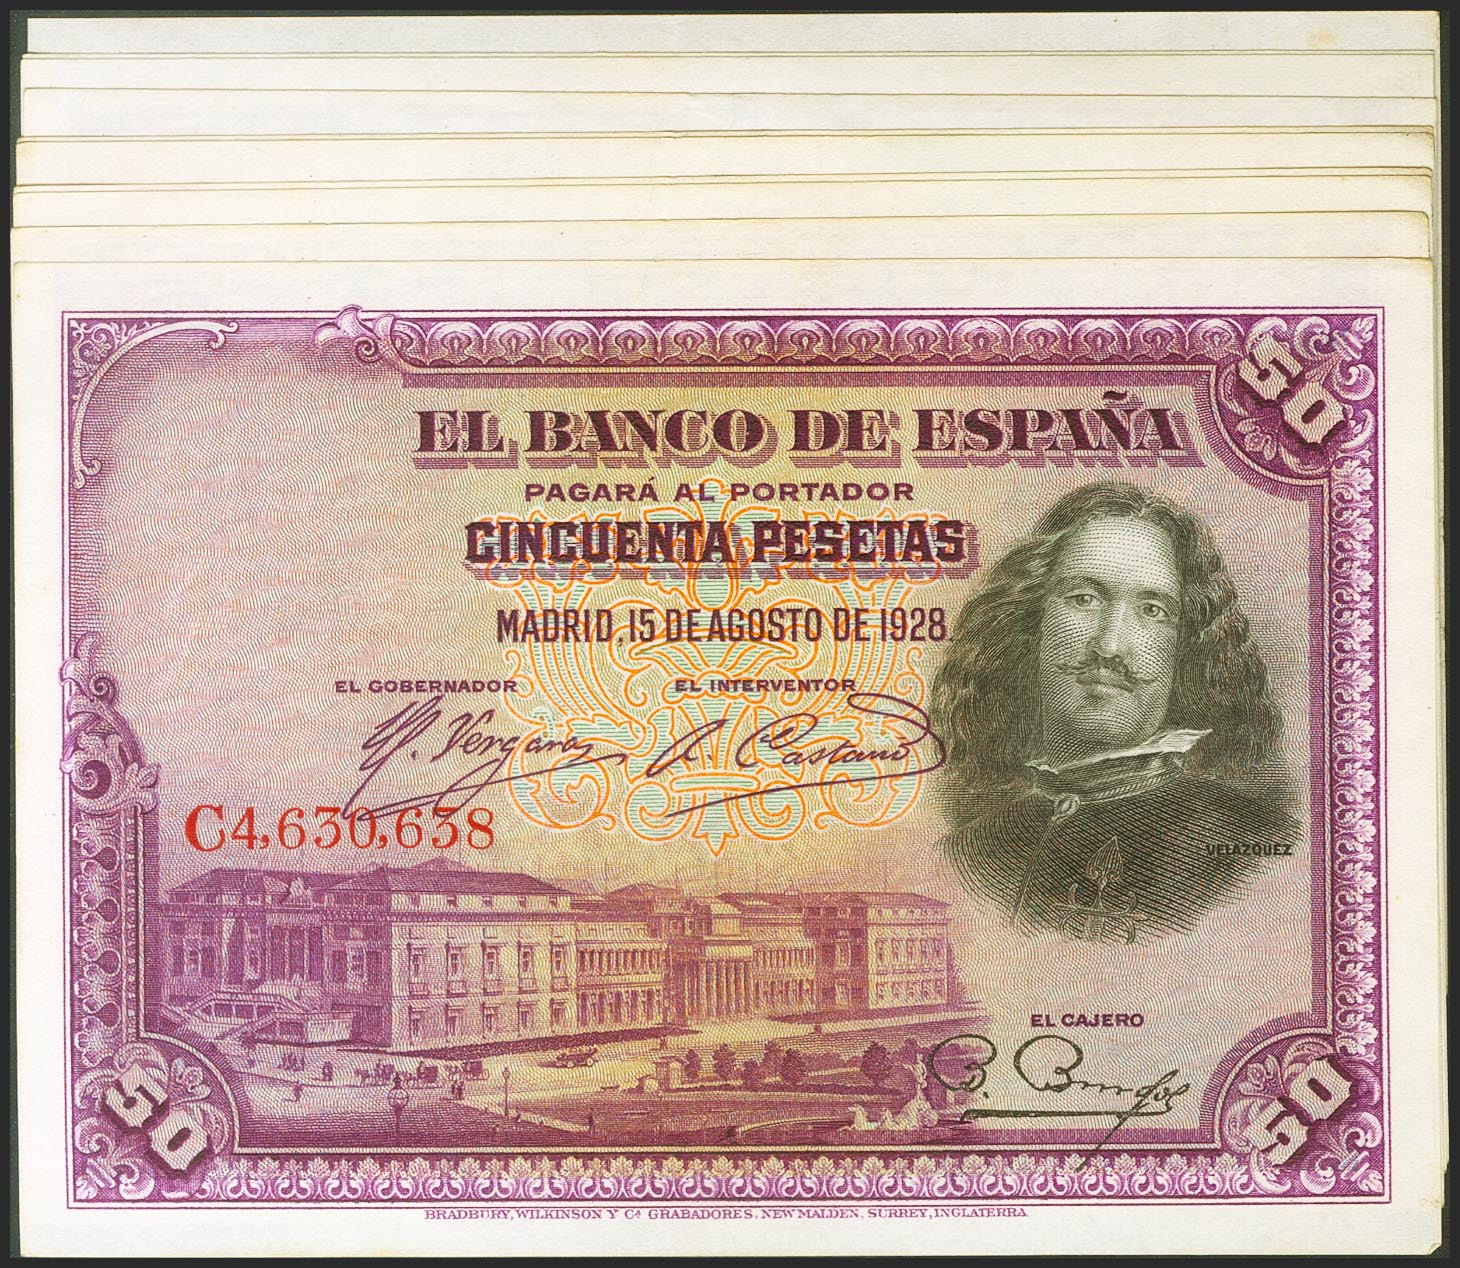 50
EL BANCO DE ESPAÑA
PAGARÁ AL PORTADOR
CINCUENTA PESETAS
MADRID, 15 DE AGOSTO DE 1928
EL GOBERNADOR
EL INTERVENTOR
C4,630,638
VELAZQUEZ
EL CAJERO
50
50
BRADBURY, WILKINSON Y Cª GRABADORES, NEW MALDEN, SURREY, INGLATERRA